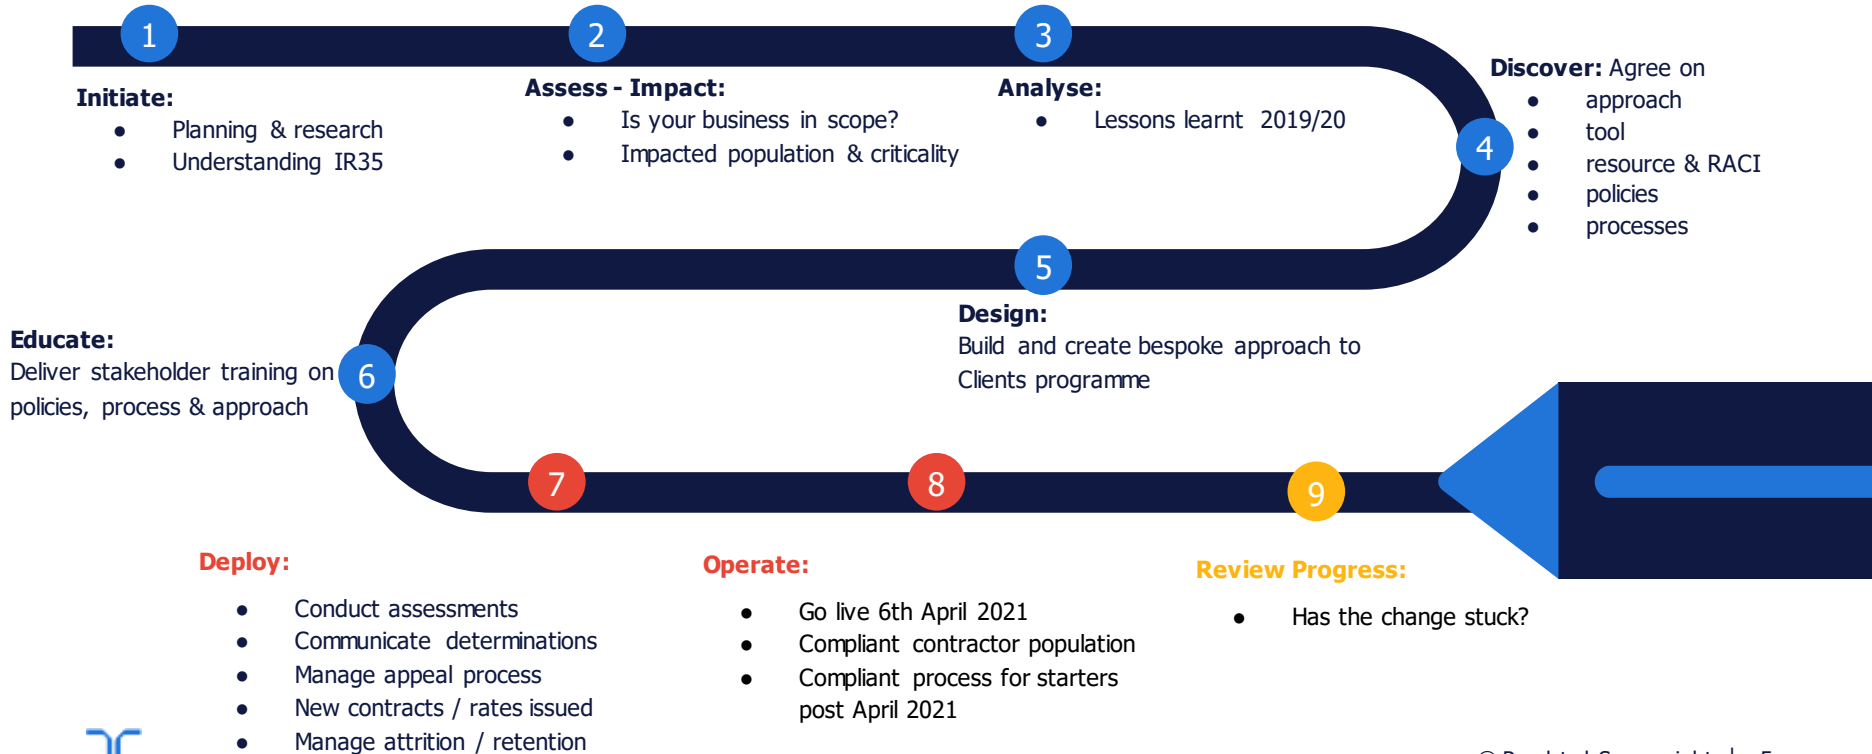 1
Initiate:
● Planning & research
● Understanding IR35
2
Assess - Impact:
● Is your business in scope?
● Impacted population & criticality
3
Analyse:
● Lessons learnt 2019/20
4
Discover: Agree on
● approach
● tool
● resource & RACI
● policies
● processes
5
Design:
Build and create bespoke approach to
Clients programme
6
Educate:
Deliver stakeholder training on
policies, process & approach
7
Deploy:
● Conduct assessments
● Communicate determinations
● Manage appeal process
● New contracts / rates issued
● Manage attrition / retention
8
Operate:
● Go live 6th April 2021
● Compliant contractor population
● Compliant process for starters
post April 2021
9
Review Progress:
● Has the change stuck?